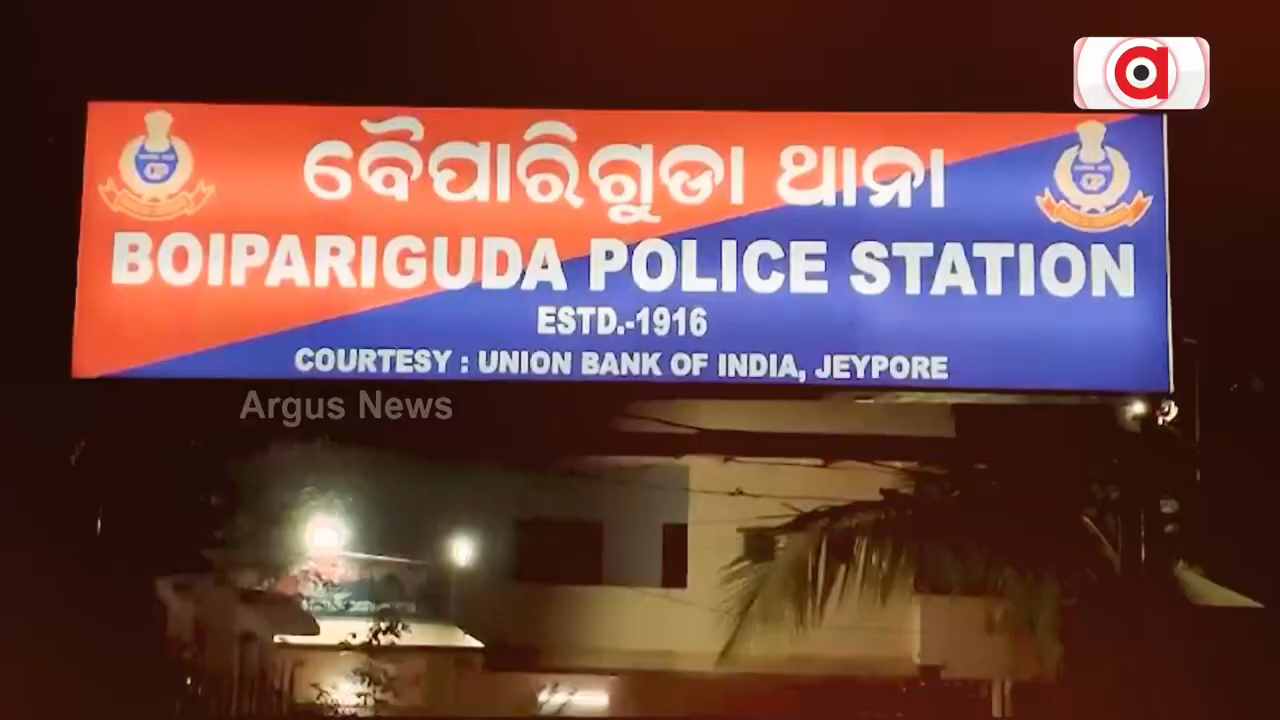 ବୈପାରିଗୁଡା ଥାନା
BOIPARIGUDA POLICE STATION
ESTD.-1916
COURTESY : UNION BANK OF INDIA, JEYPORE
Argus News